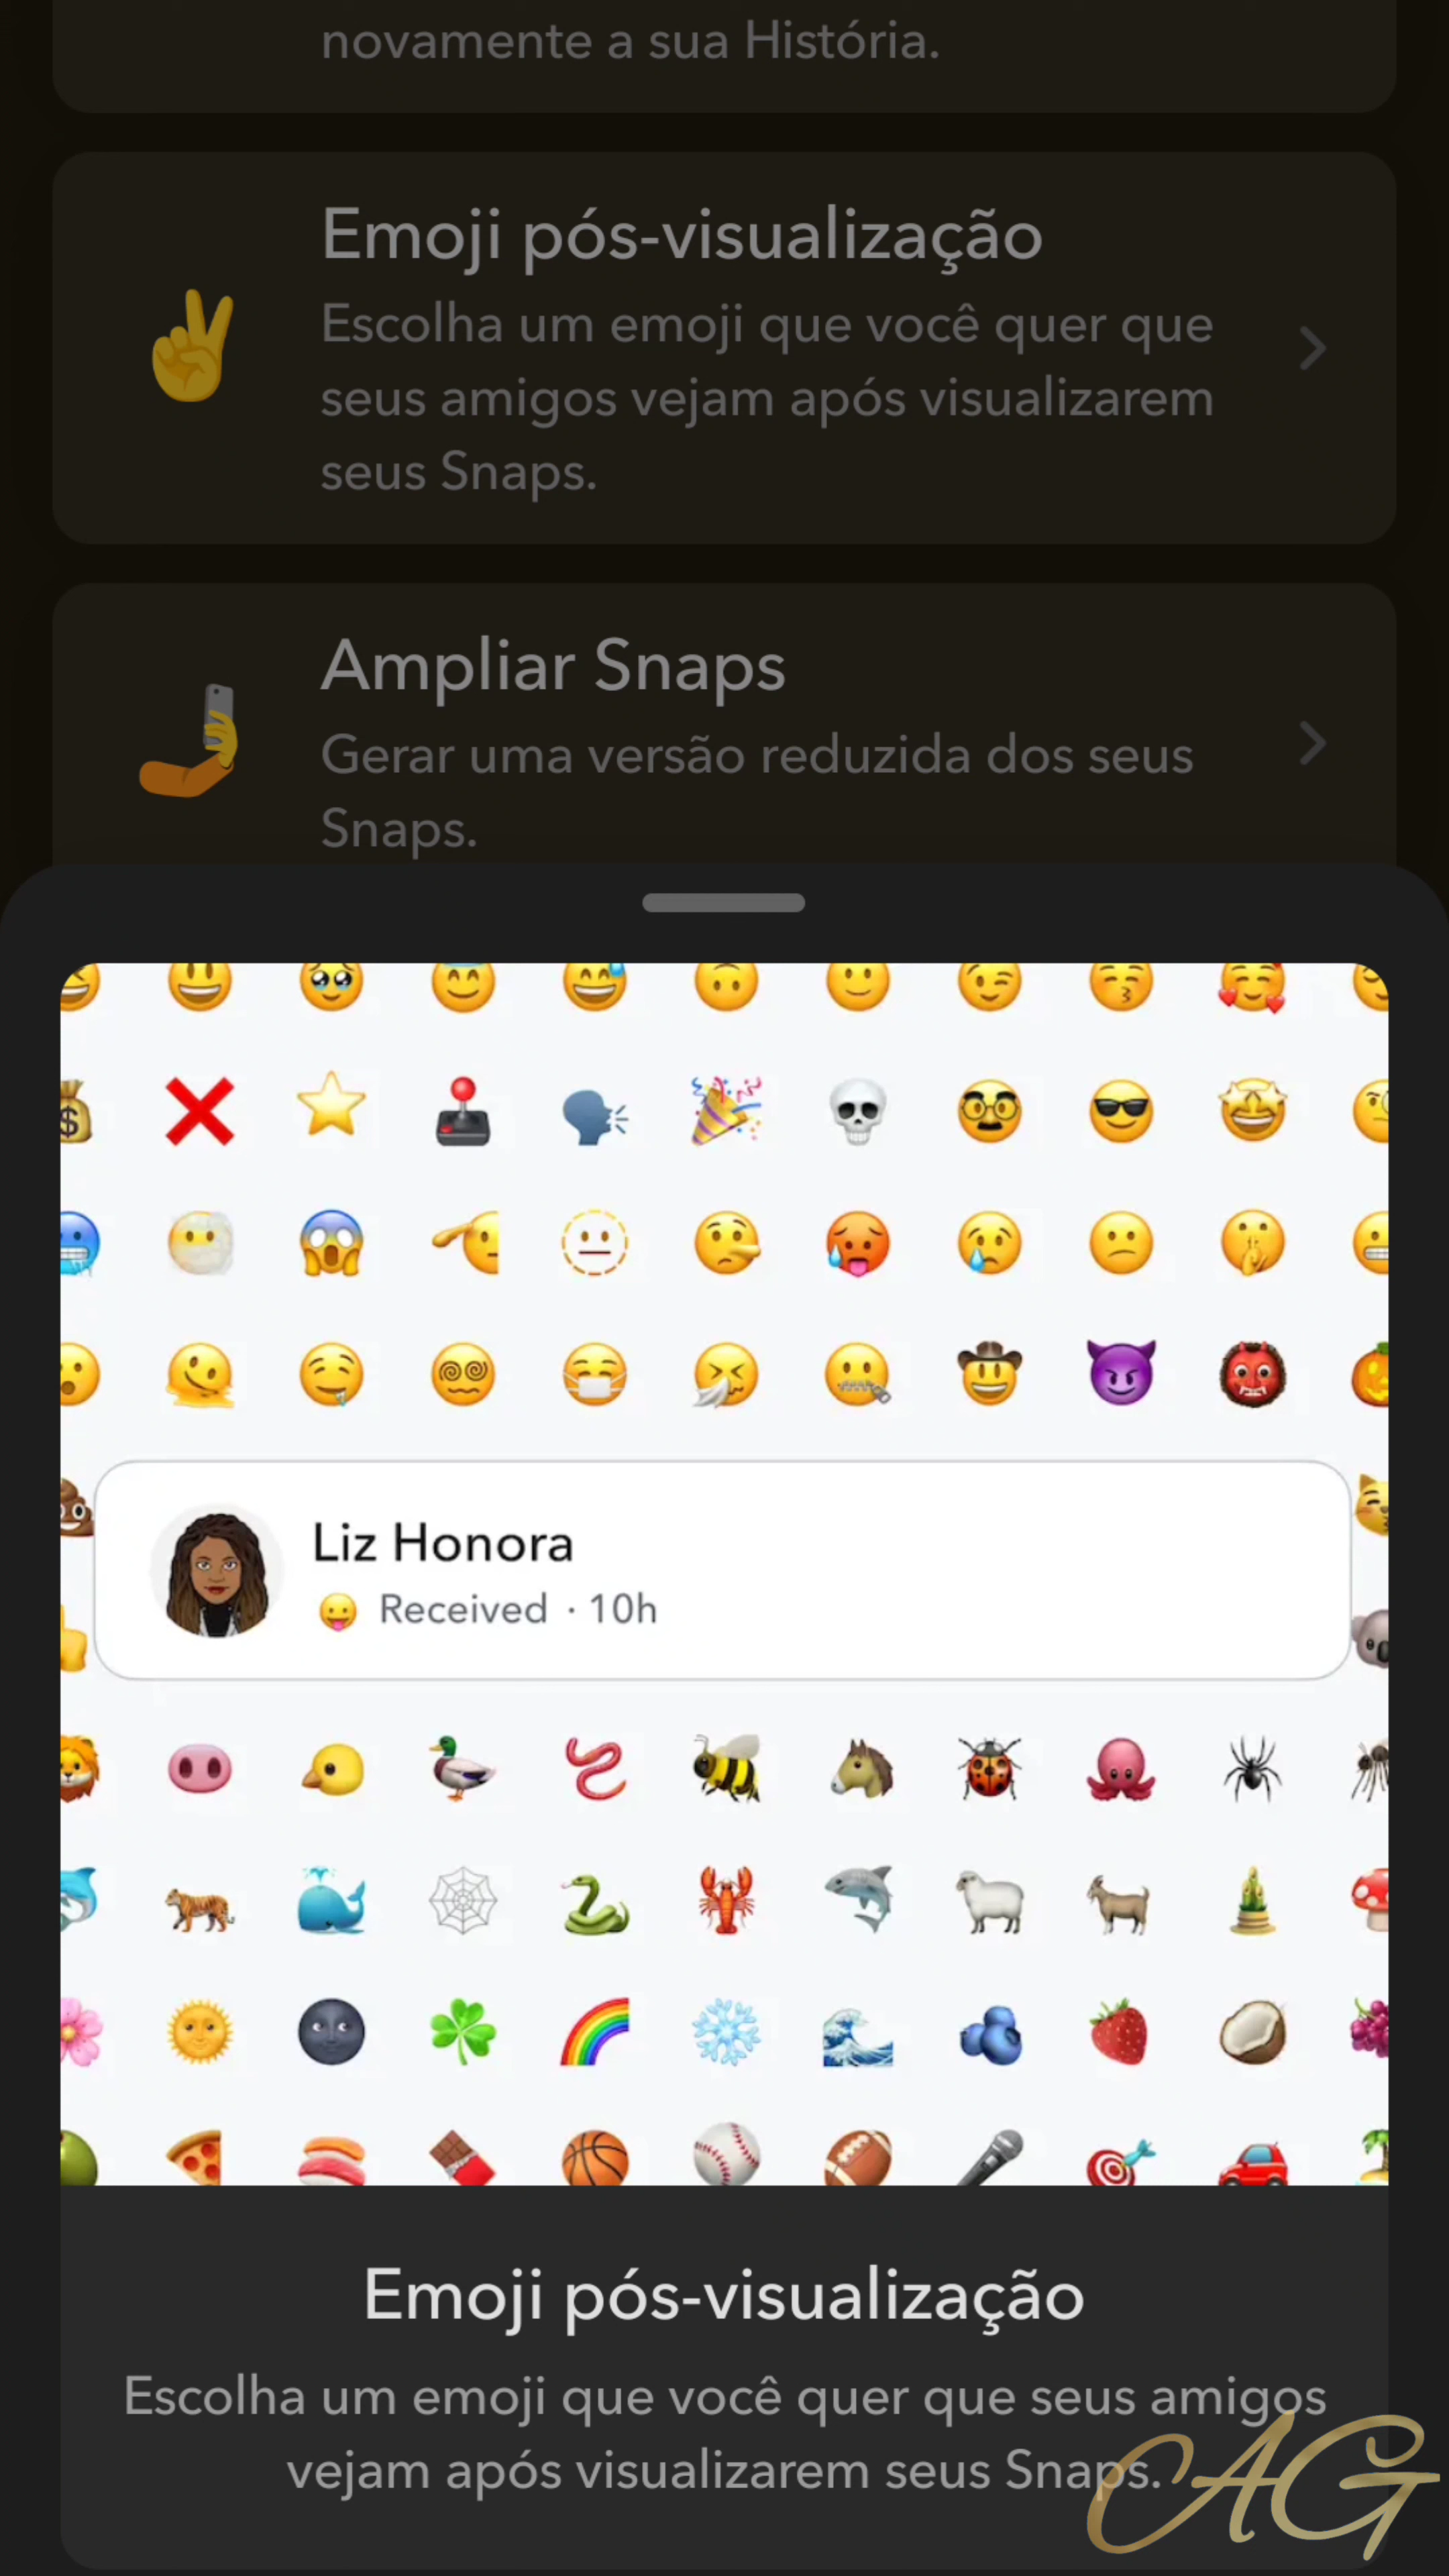 novamente a sua História.
Emoji pós-visualização
Escolha um emoji que você quer que
seus amigos vejam após visualizarem
seus Snaps.
Ampliar Snaps
Gerar uma versão reduzida dos seus
Snaps.
Liz Honora
Received · 10h
Emoji pós-visualização
Escolha um emoji que você quer que seus amigos
vejam após visualizarem seus Snaps.
AG